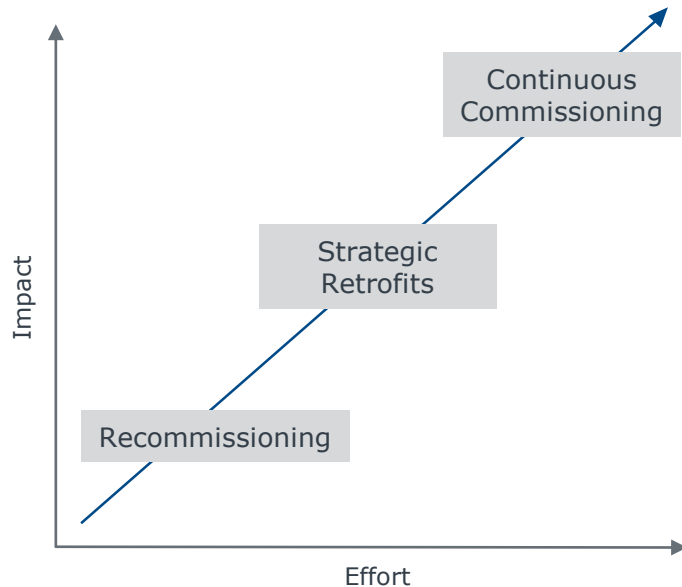 Continuous
Commissioning
Strategic
Retrofits
Impact
Recommissioning
Effort